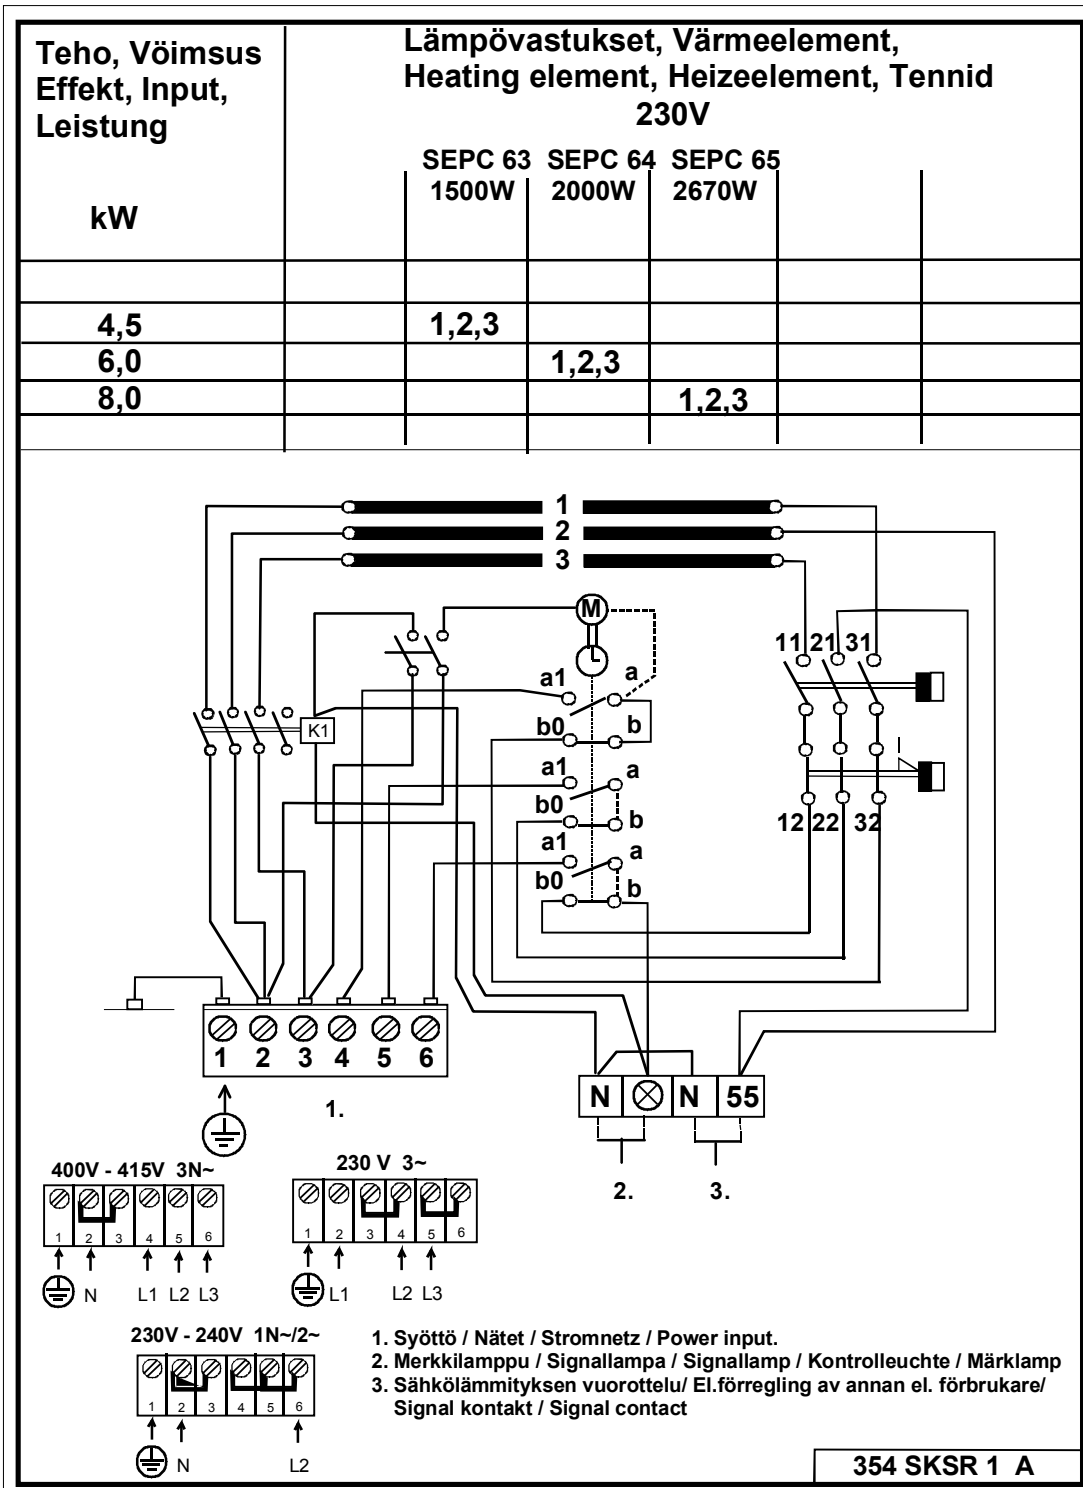 Teho, Vöimsus
Effekt, Input,
Leistung
kW
Lämpövastukset, Värmeelement,
Heating element, Heizeelement, Tennid
230V
SEPC 63 SEPC 64 SEPC 65
1500W 2000W 2670W
4,5 1,2,3
6,0 1,2,3
8,0 1,2,3
1
2
3
M
11 21 31
a1 a
b0 b
K1
a1 a
b0 b
12 22 32
a1 a
b0 b
1 2 3 4 5 6
N N 55
1.
2. 3.
400V - 415V 3N~
1 2 3 4 5 6
N L1 L2 L3
230 V 3~
1 2 3 4 5 6
L1 L2 L3
230V - 240V 1N~/2~
1 2 3 4 5 6
N L2
1. Syöttö / Nätet / Stromnetz / Power input.
2. Merkkilamppu / Signallampa / Signallamp / Kontrolleuchte / Märklamp
3. Sähkölämmityksen vuorottelu/ El.förregling av annan el. förbrukare/
Signal kontakt / Signal contact
354 SKSR 1 A